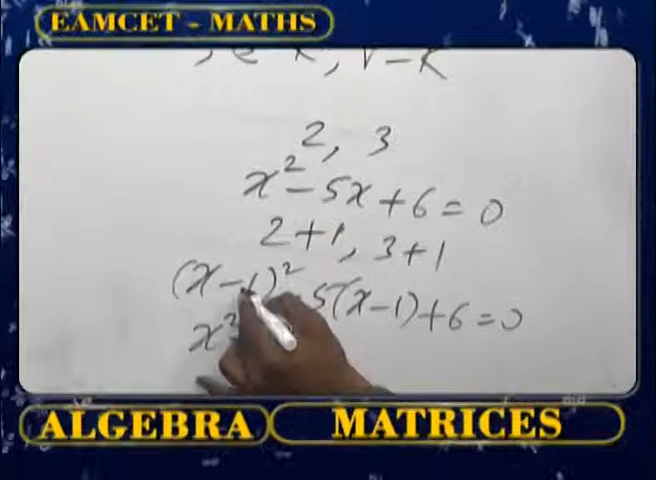 EAMCET - MATHS
2, 3
x² - 5x + 6 = 0
2+1, 3+1
(x-1)² - 5(x-1) + 6 = 0
x²
ALGEBRA MATRICES